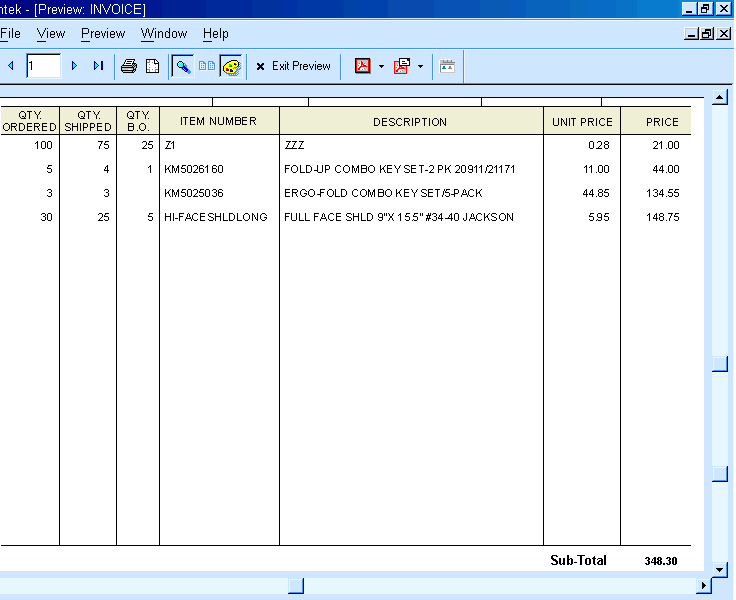 ntek - [Preview: INVOICE]
File View Preview Window Help
1 Exit Preview
QTY. ORDERED QTY. SHIPPED QTY. B.O. ITEM NUMBER DESCRIPTION UNIT PRICE PRICE
100 75 25 Z1 ZZZ 0.28 21.00
5 4 1 KM5026160 FOLD-UP COMBO KEY SET-2 PK 20911/21171 11.00 44.00
3 3 KM5025036 ERGO-FOLD COMBO KEY SET/5-PACK 44.85 134.55
30 25 5 HI-FACESHLDLONG FULL FACE SHLD 9"X 15.5" #34-40 JACKSON 5.95 148.75
Sub-Total 348.30